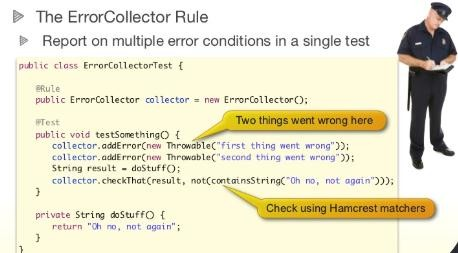 The ErrorCollector Rule
Report on multiple error conditions in a single test
public class ErrorCollectorTest {
@Rule
public ErrorCollector collector = new ErrorCollector();
@Test
public void testSomething() {
Two things went wrong here
collector.addError(new Throwable("first thing went wrong"));
collector.addError(new Throwable("second thing went wrong"));
String result = doStuff();
collector.checkThat(result, not(containsString("Oh no, not again")));
}
Check using Hamcrest matchers
private String doStuff() {
return "Oh no, not again";
}
}